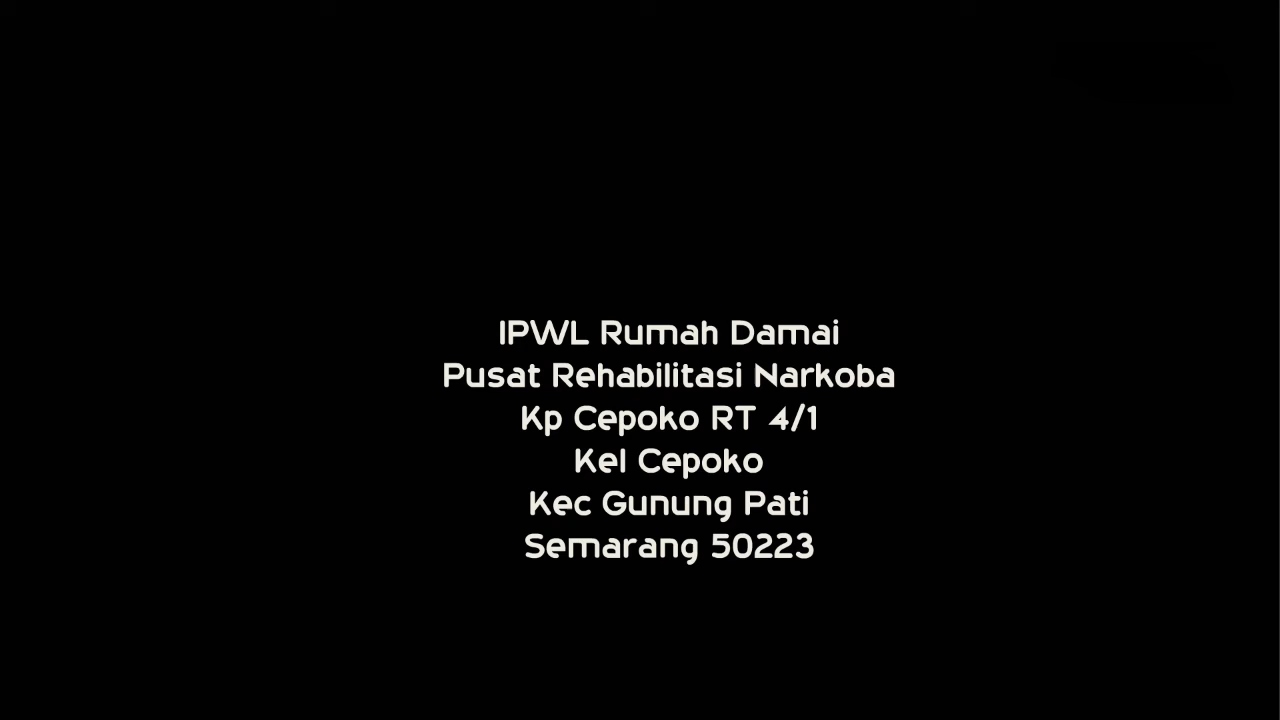 IPWL Rumah Damai
Pusat Rehabilitasi Narkoba
Kp Cepoko RT 4/1
Kel Cepoko
Kec Gunung Pati
Semarang 50223